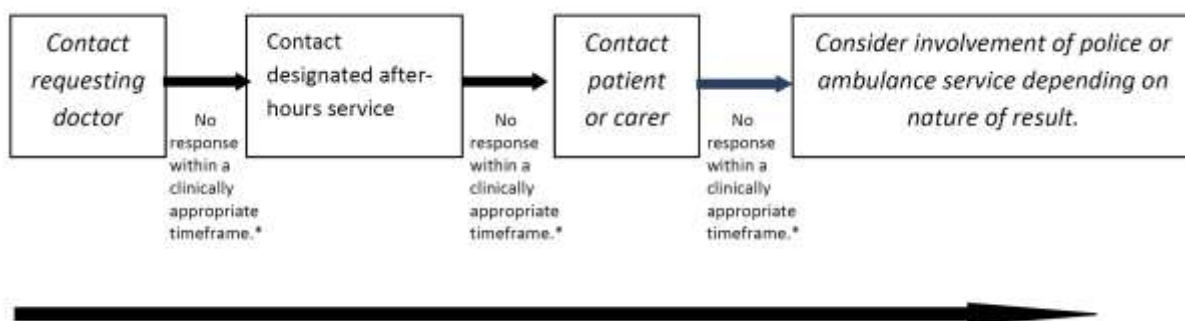 Contact
requesting
doctor
No
response
within a
clinically
appropriate
timeframe.*
Contact
designated after-
hours service
No
response
within a
clinically
appropriate
timeframe.*
Contact
patient
or carer
No
response
within a
clinically
appropriate
timeframe.*
Consider involvement of police or
ambulance service depending on
nature of result.